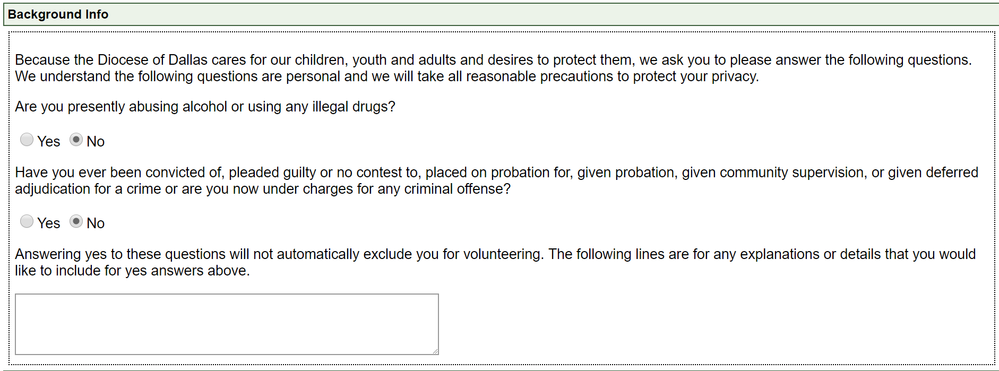 Background Info
Because the Diocese of Dallas cares for our children, youth and adults and desires to protect them, we ask you to please answer the following questions.
We understand the following questions are personal and we will take all reasonable precautions to protect your privacy.
Are you presently abusing alcohol or using any illegal drugs?
Yes No
Have you ever been convicted of, pleaded guilty or no contest to, placed on probation for, given probation, given community supervision, or given deferred
adjudication for a crime or are you now under charges for any criminal offense?
Yes No
Answering yes to these questions will not automatically exclude you for volunteering. The following lines are for any explanations or details that you would
like to include for yes answers above.